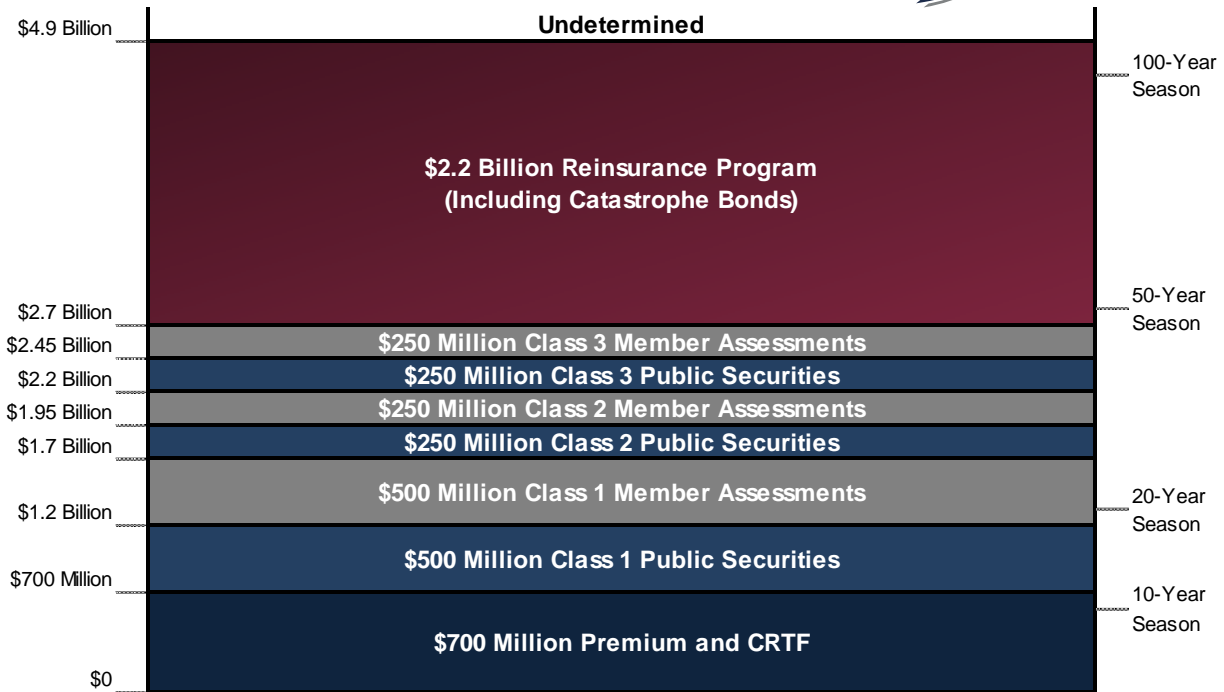 $4.9 Billion
Undetermined
100-Year
Season
$2.2 Billion Reinsurance Program
(Including Catastrophe Bonds)
50-Year
Season
$2.7 Billion
$2.45 Billion
$250 Million Class 3 Member Assessments
$2.2 Billion
$250 Million Class 3 Public Securities
$1.95 Billion
$250 Million Class 2 Member Assessments
$1.7 Billion
$250 Million Class 2 Public Securities
$500 Million Class 1 Member Assessments
20-Year
Season
$1.2 Billion
$500 Million Class 1 Public Securities
$700 Million
10-Year
Season
$700 Million Premium and CRTF
$0